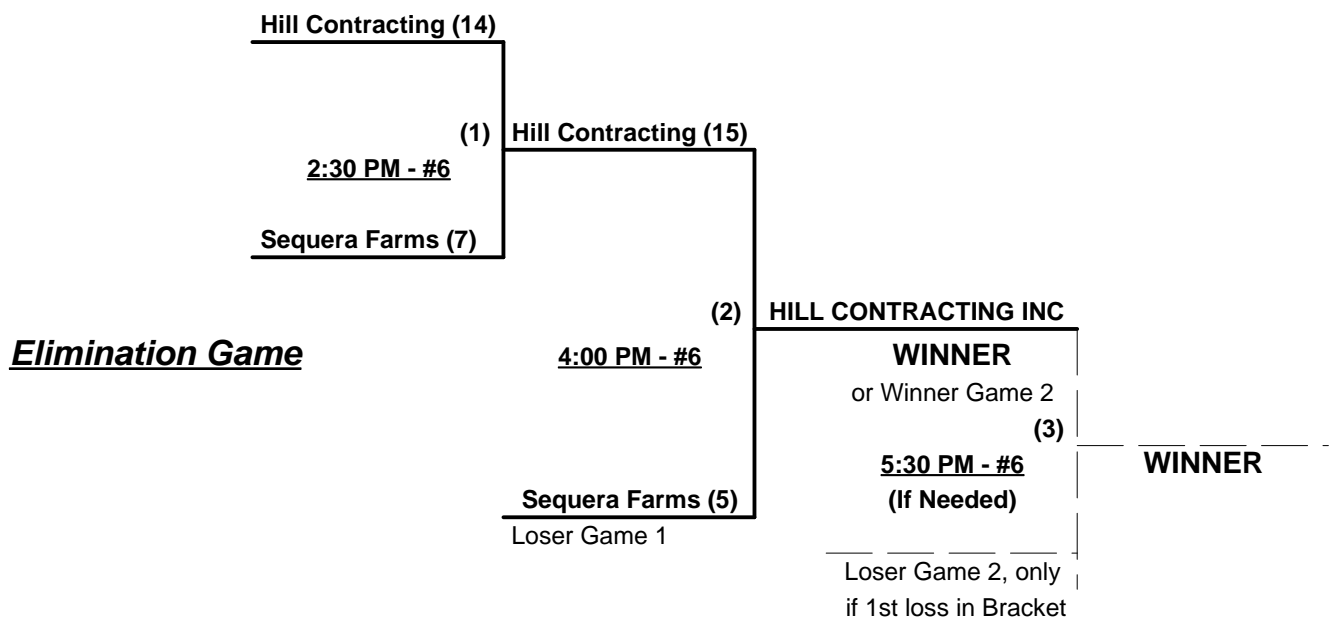 Hill Contracting (14)
(1) Hill Contracting (15)
2:30 PM - #6
Sequera Farms (7)
(2) HILL CONTRACTING INC
Elimination Game
4:00 PM - #6
WINNER
or Winner Game 2
(3)
5:30 PM - #6
WINNER
(If Needed)
Sequera Farms (5)
Loser Game 1
Loser Game 2, only
if 1st loss in Bracket